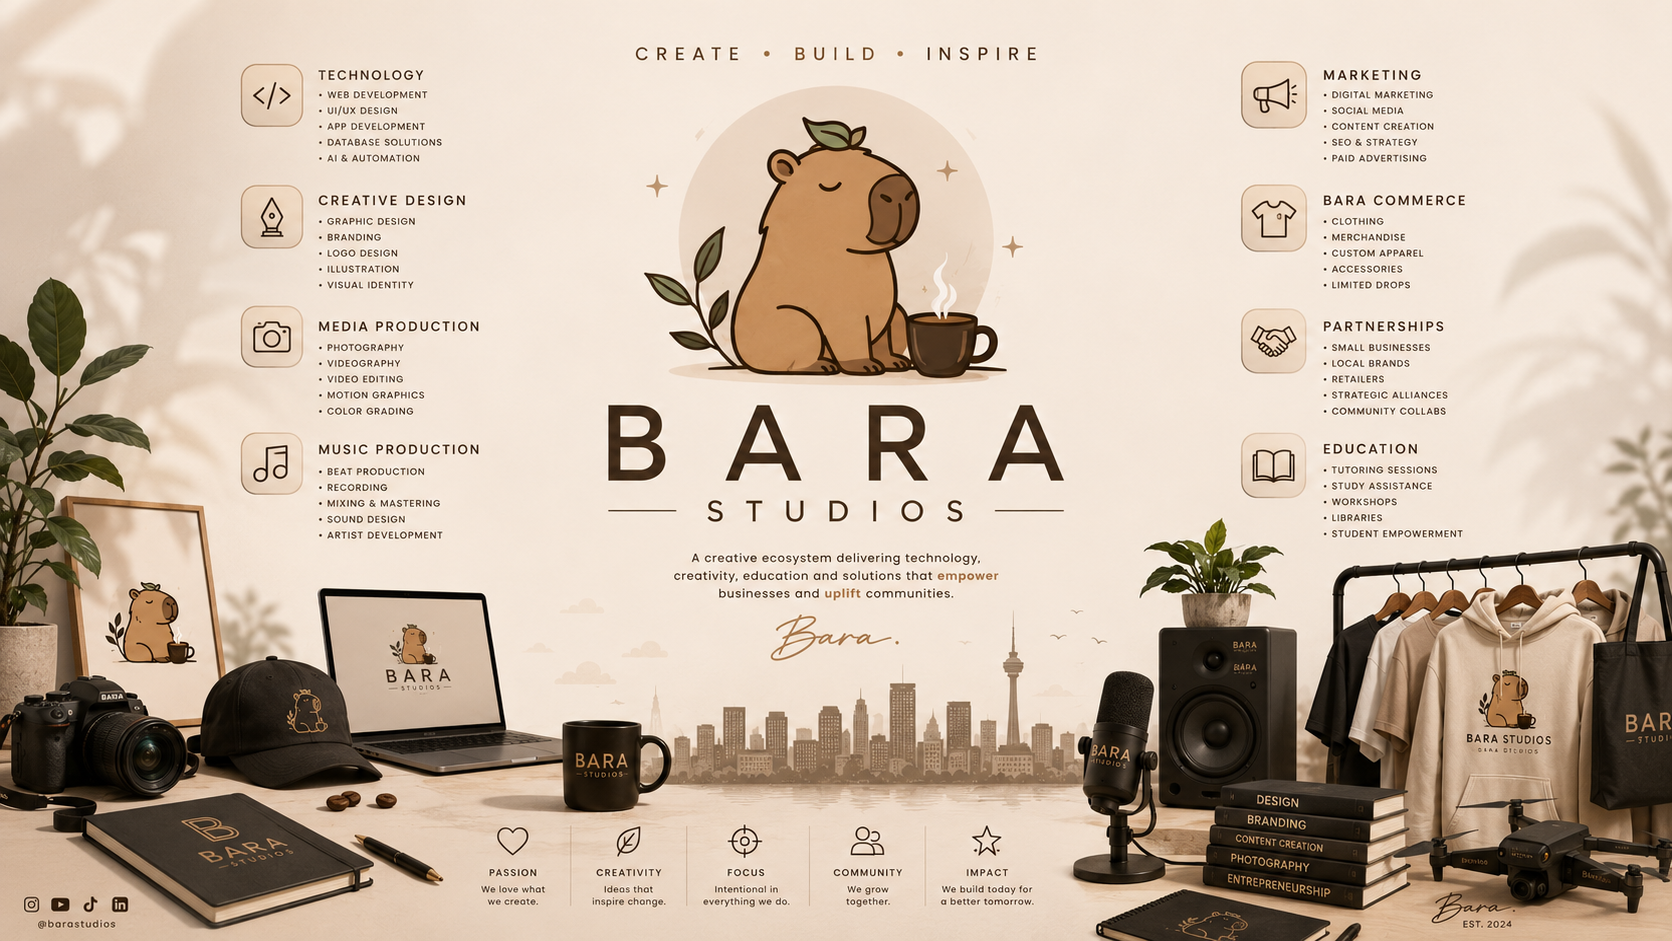 CREATE • BUILD • INSPIRE
TECHNOLOGY
• WEB DEVELOPMENT
• UI/UX DESIGN
• APP DEVELOPMENT
• DATABASE SOLUTIONS
• AI & AUTOMATION
CREATIVE DESIGN
• GRAPHIC DESIGN
• BRANDING
• LOGO DESIGN
• ILLUSTRATION
• VISUAL IDENTITY
MEDIA PRODUCTION
• PHOTOGRAPHY
• VIDEOGRAPHY
• VIDEO EDITING
• MOTION GRAPHICS
• COLOR GRADING
MUSIC PRODUCTION
• BEAT PRODUCTION
• RECORDING
• MIXING & MASTERING
• SOUND DESIGN
• ARTIST DEVELOPMENT
BARA
STUDIOS
A creative ecosystem delivering technology,
creativity, education and solutions that empower
businesses and uplift communities.
Bara.
MARKETING
• DIGITAL MARKETING
• SOCIAL MEDIA
• CONTENT CREATION
• SEO & STRATEGY
• PAID ADVERTISING
BARA COMMERCE
• CLOTHING
• MERCHANDISE
• CUSTOM APPAREL
• ACCESSORIES
• LIMITED DROPS
PARTNERSHIPS
• SMALL BUSINESSES
• LOCAL BRANDS
• RETAILERS
• STRATEGIC ALLIANCES
• COMMUNITY COLLABS
EDUCATION
• TUTORING SESSIONS
• STUDY ASSISTANCE
• WORKSHOPS
• LIBRARIES
• STUDENT EMPOWERMENT
BARA
STUDIOS
BARA
STUDIOS
B
BARA
STUDIOS
BARA
STUDIOS
BARA
BARA
BARA STUDIOS
BAR
DESIGN
BRANDING
CONTENT CREATION
PHOTOGRAPHY
ENTREPRENEURSHIP
PASSION
We love what
we create.
CREATIVITY
Ideas that
inspire change.
FOCUS
Intentional in
everything we do.
COMMUNITY
We grow
together.
IMPACT
We build today for
a better tomorrow.
@barastudios
Bara.
EST. 2024